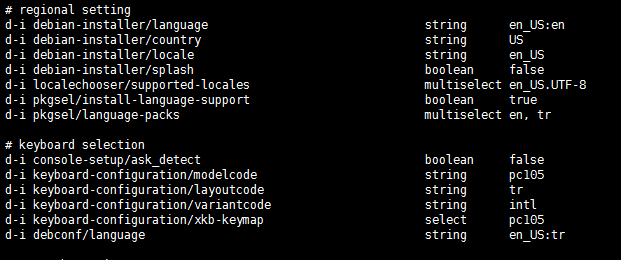 # regional setting
d-i debian-installer/language string en_US:en
d-i debian-installer/country string US
d-i debian-installer/locale string en_US
d-i debian-installer/splash boolean false
d-i localechooser/supported-locales multiselect en_US.UTF-8
d-i pkgsel/install-language-support boolean true
d-i pkgsel/language-packs multiselect en, tr
# keyboard selection
d-i console-setup/ask_detect boolean false
d-i keyboard-configuration/modelcode string pc105
d-i keyboard-configuration/layoutcode string tr
d-i keyboard-configuration/variantcode string intl
d-i keyboard-configuration/xkb-keymap select pc105
d-i debconf/language string en_US:tr